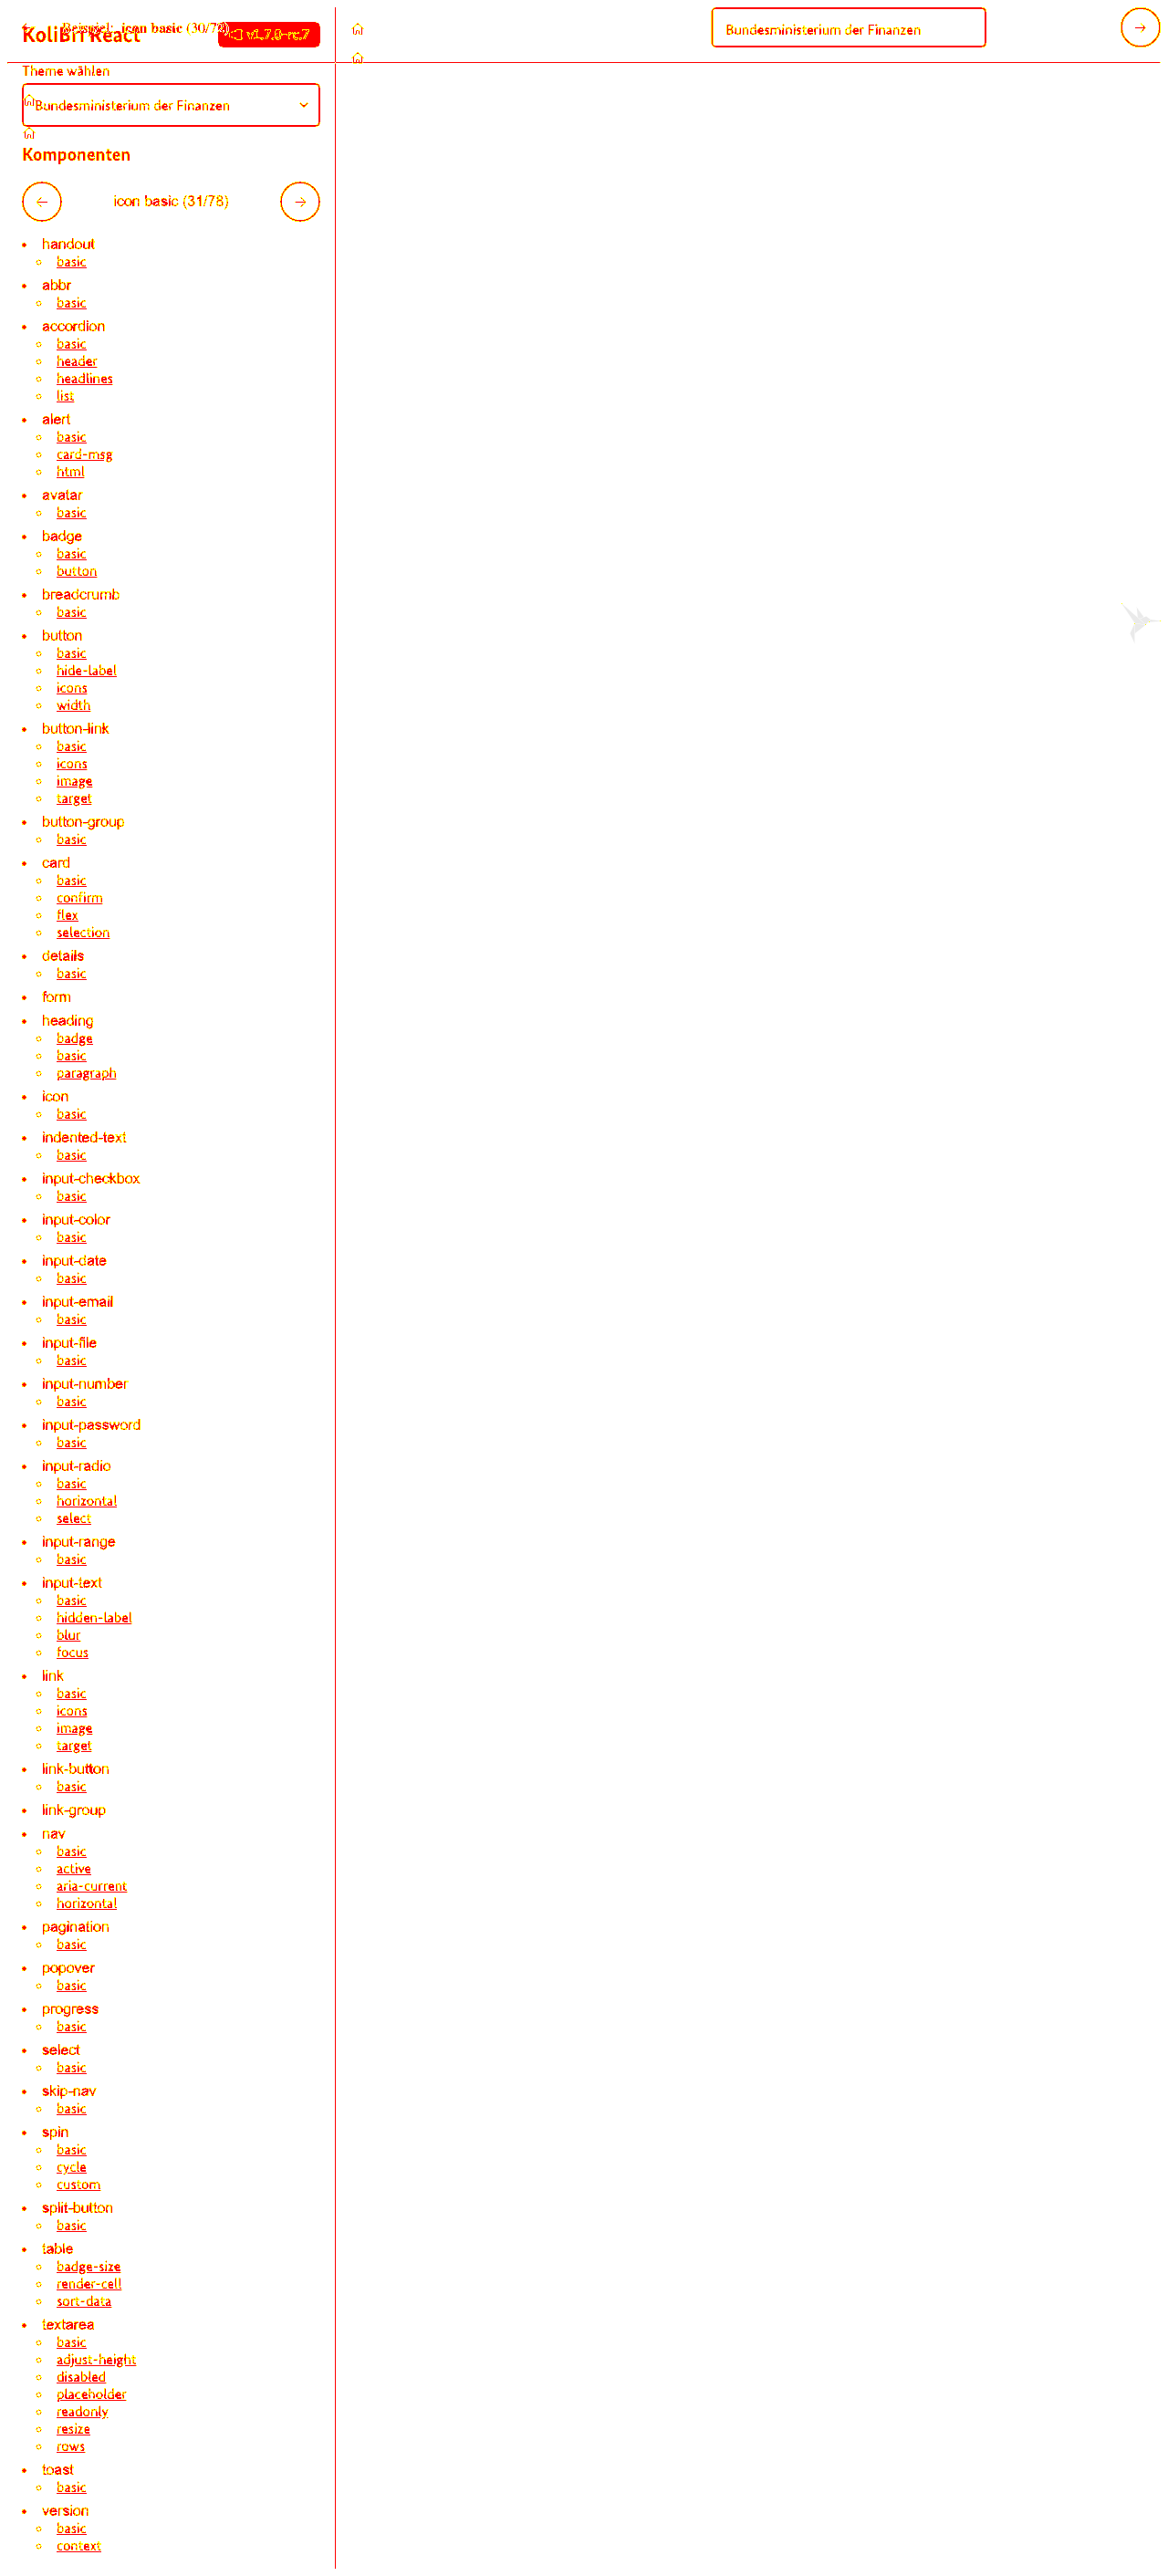 Beispiel: icon basic (30/72)
KoliBri React
v1.7.0-rc.7
Bundesministerium der Finanzen
Theme wählen
Bundesministerium der Finanzen
Komponenten
icon basic (31/78)
handout
basic
abbr
basic
accordion
basic
header
headlines
list
alert
basic
card-msg
html
avatar
basic
badge
basic
button
breadcrumb
basic
button
basic
hide-label
icons
width
button-link
basic
icons
image
target
button-group
basic
card
basic
confirm
flex
selection
details
basic
form
heading
badge
basic
paragraph
icon
basic
indented-text
basic
input-checkbox
basic
input-color
basic
input-date
basic
input-email
basic
input-file
basic
input-number
basic
input-password
basic
input-radio
basic
horizontal
select
input-range
basic
input-text
basic
hidden-label
blur
focus
link
basic
icons
image
target
link-button
basic
link-group
nav
basic
active
aria-current
horizontal
pagination
basic
popover
basic
progress
basic
select
basic
skip-nav
basic
spin
basic
cycle
custom
split-button
basic
table
badge-size
render-cell
sort-data
textarea
basic
adjust-height
disabled
placeholder
readonly
resize
rows
toast
basic
version
basic
context